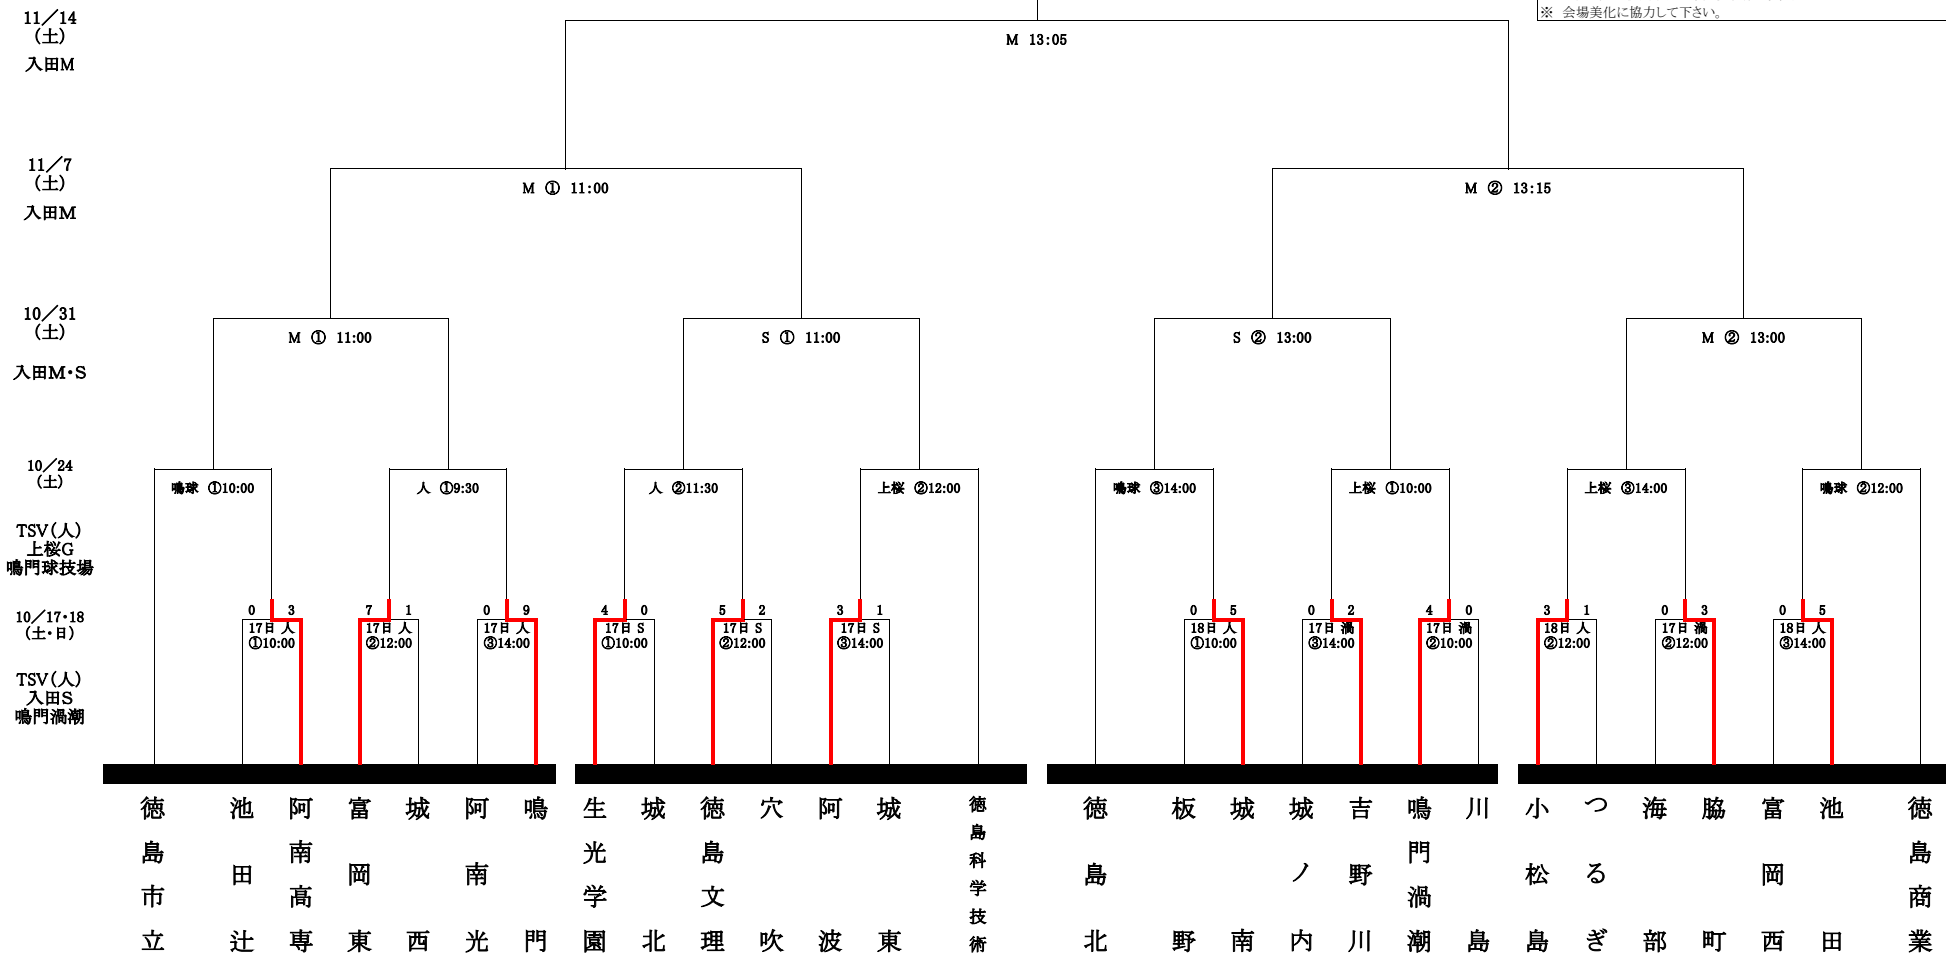 ※ 会場美化に協力して下さい。
11／14
（土）
入田M
M 13：05
11／7
（土）
入田M
M ① 11：00
M ② 13：15
10／31
（土）
入田M・S
M ① 11:00
S ① 11:00
S ② 13:00
M ② 13:00
10／24
（土）
TSV（人）
上桜G
鳴門球技場
鳴球 ①10:00
人 ①9:30
人 ②11:30
上桜 ②12:00
鳴球 ③14:00
上桜 ①10:00
上桜 ③14:00
鳴球 ②12:00
10／17・18
（土・日）
TSV（人）
入田S
鳴門渦潮
0 3
17日 人
①10:00
7 1
17日 人
②12:00
0 9
17日 人
③14:00
4 0
17日 S
①10:00
5 2
17日 S
②12:00
3 1
17日 S
③14:00
0 5
18日 人
①10:00
0 2
17日 渦
③14:00
4 0
17日 渦
②10:00
3 1
18日 人
②12:00
0 3
17日 渦
②12:00
0 5
18日 人
③14:00
徳島市立
池田辻
阿南高専
富岡東
城西
阿南光
鳴門
生光学園
城北
徳島文理
穴吹
阿波
城東
徳島科学技術
徳島北
板野
城南
城ノ内
吉野川
鳴門渦潮
川島
小松島
つるぎ
海部
脇町
富岡西
池田
徳島商業